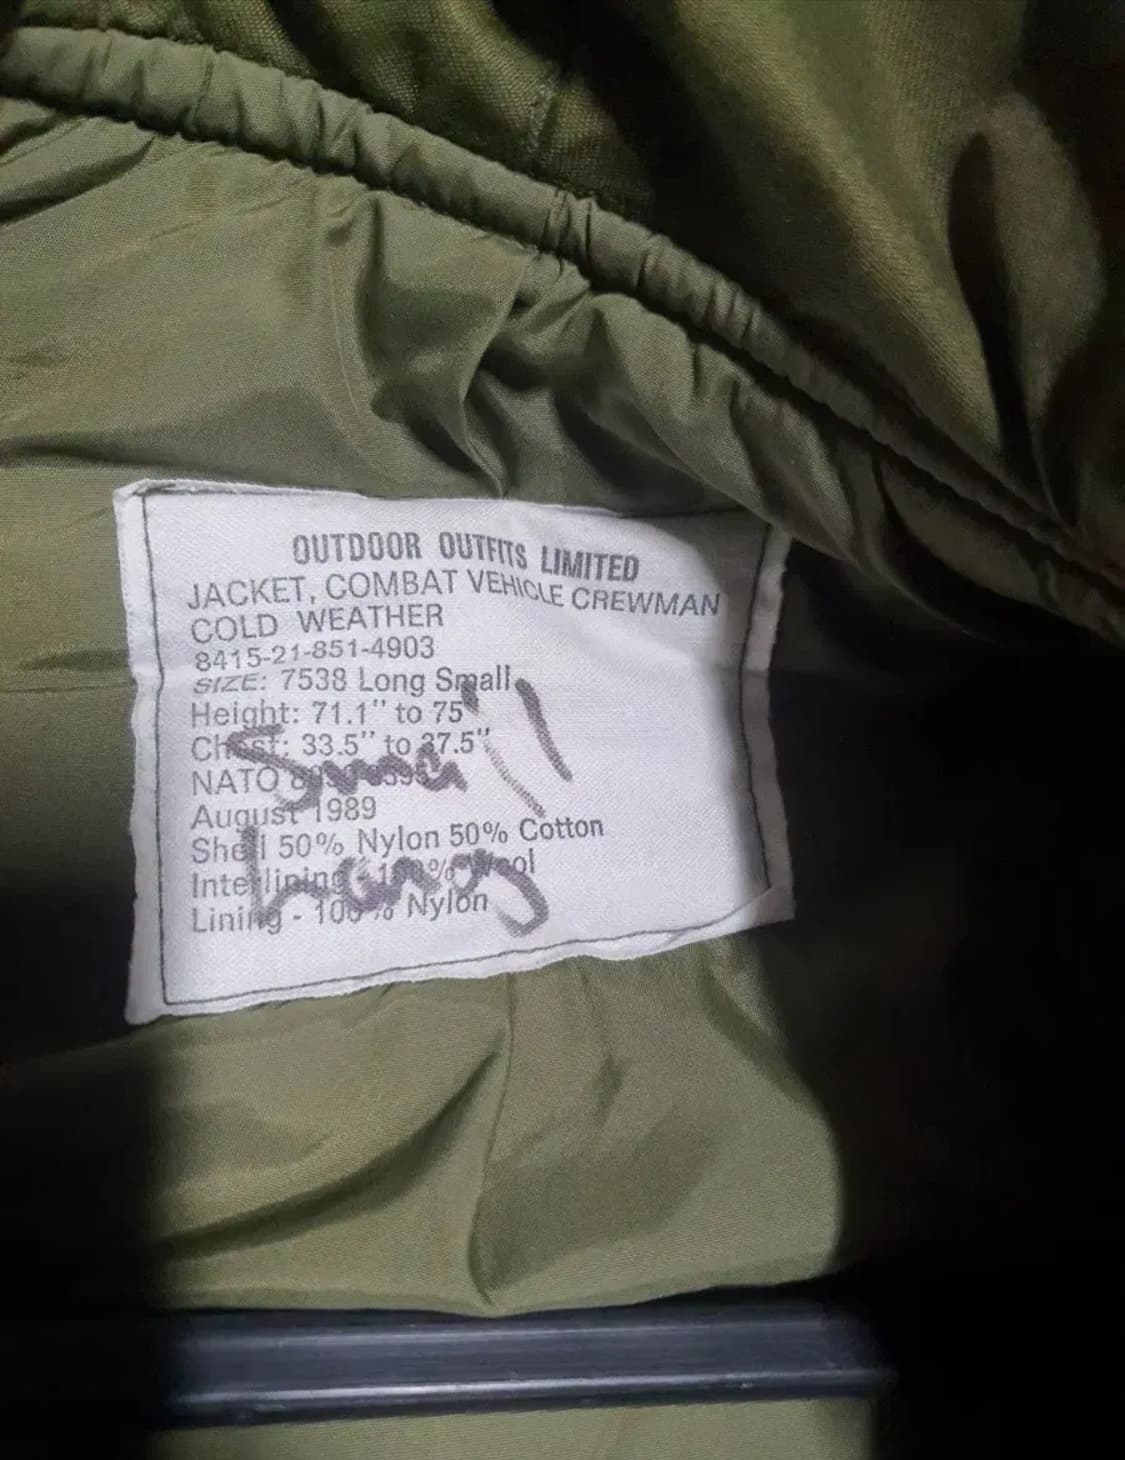 OUTDOOR OUTFITS LIMITED
JACKET, COMBAT VEHICLE CREWMAN
COLD WEATHER
8415-21-851-4903
SIZE: 7538 Long Small
Height: 71.1" to 75"
Chest: 33.5" to 37.5"
Small
NATO
August 1989
Shell 50% Nylon 50% Cotton
Long
Interlining - 100% Wool
Lining - 100% Nylon